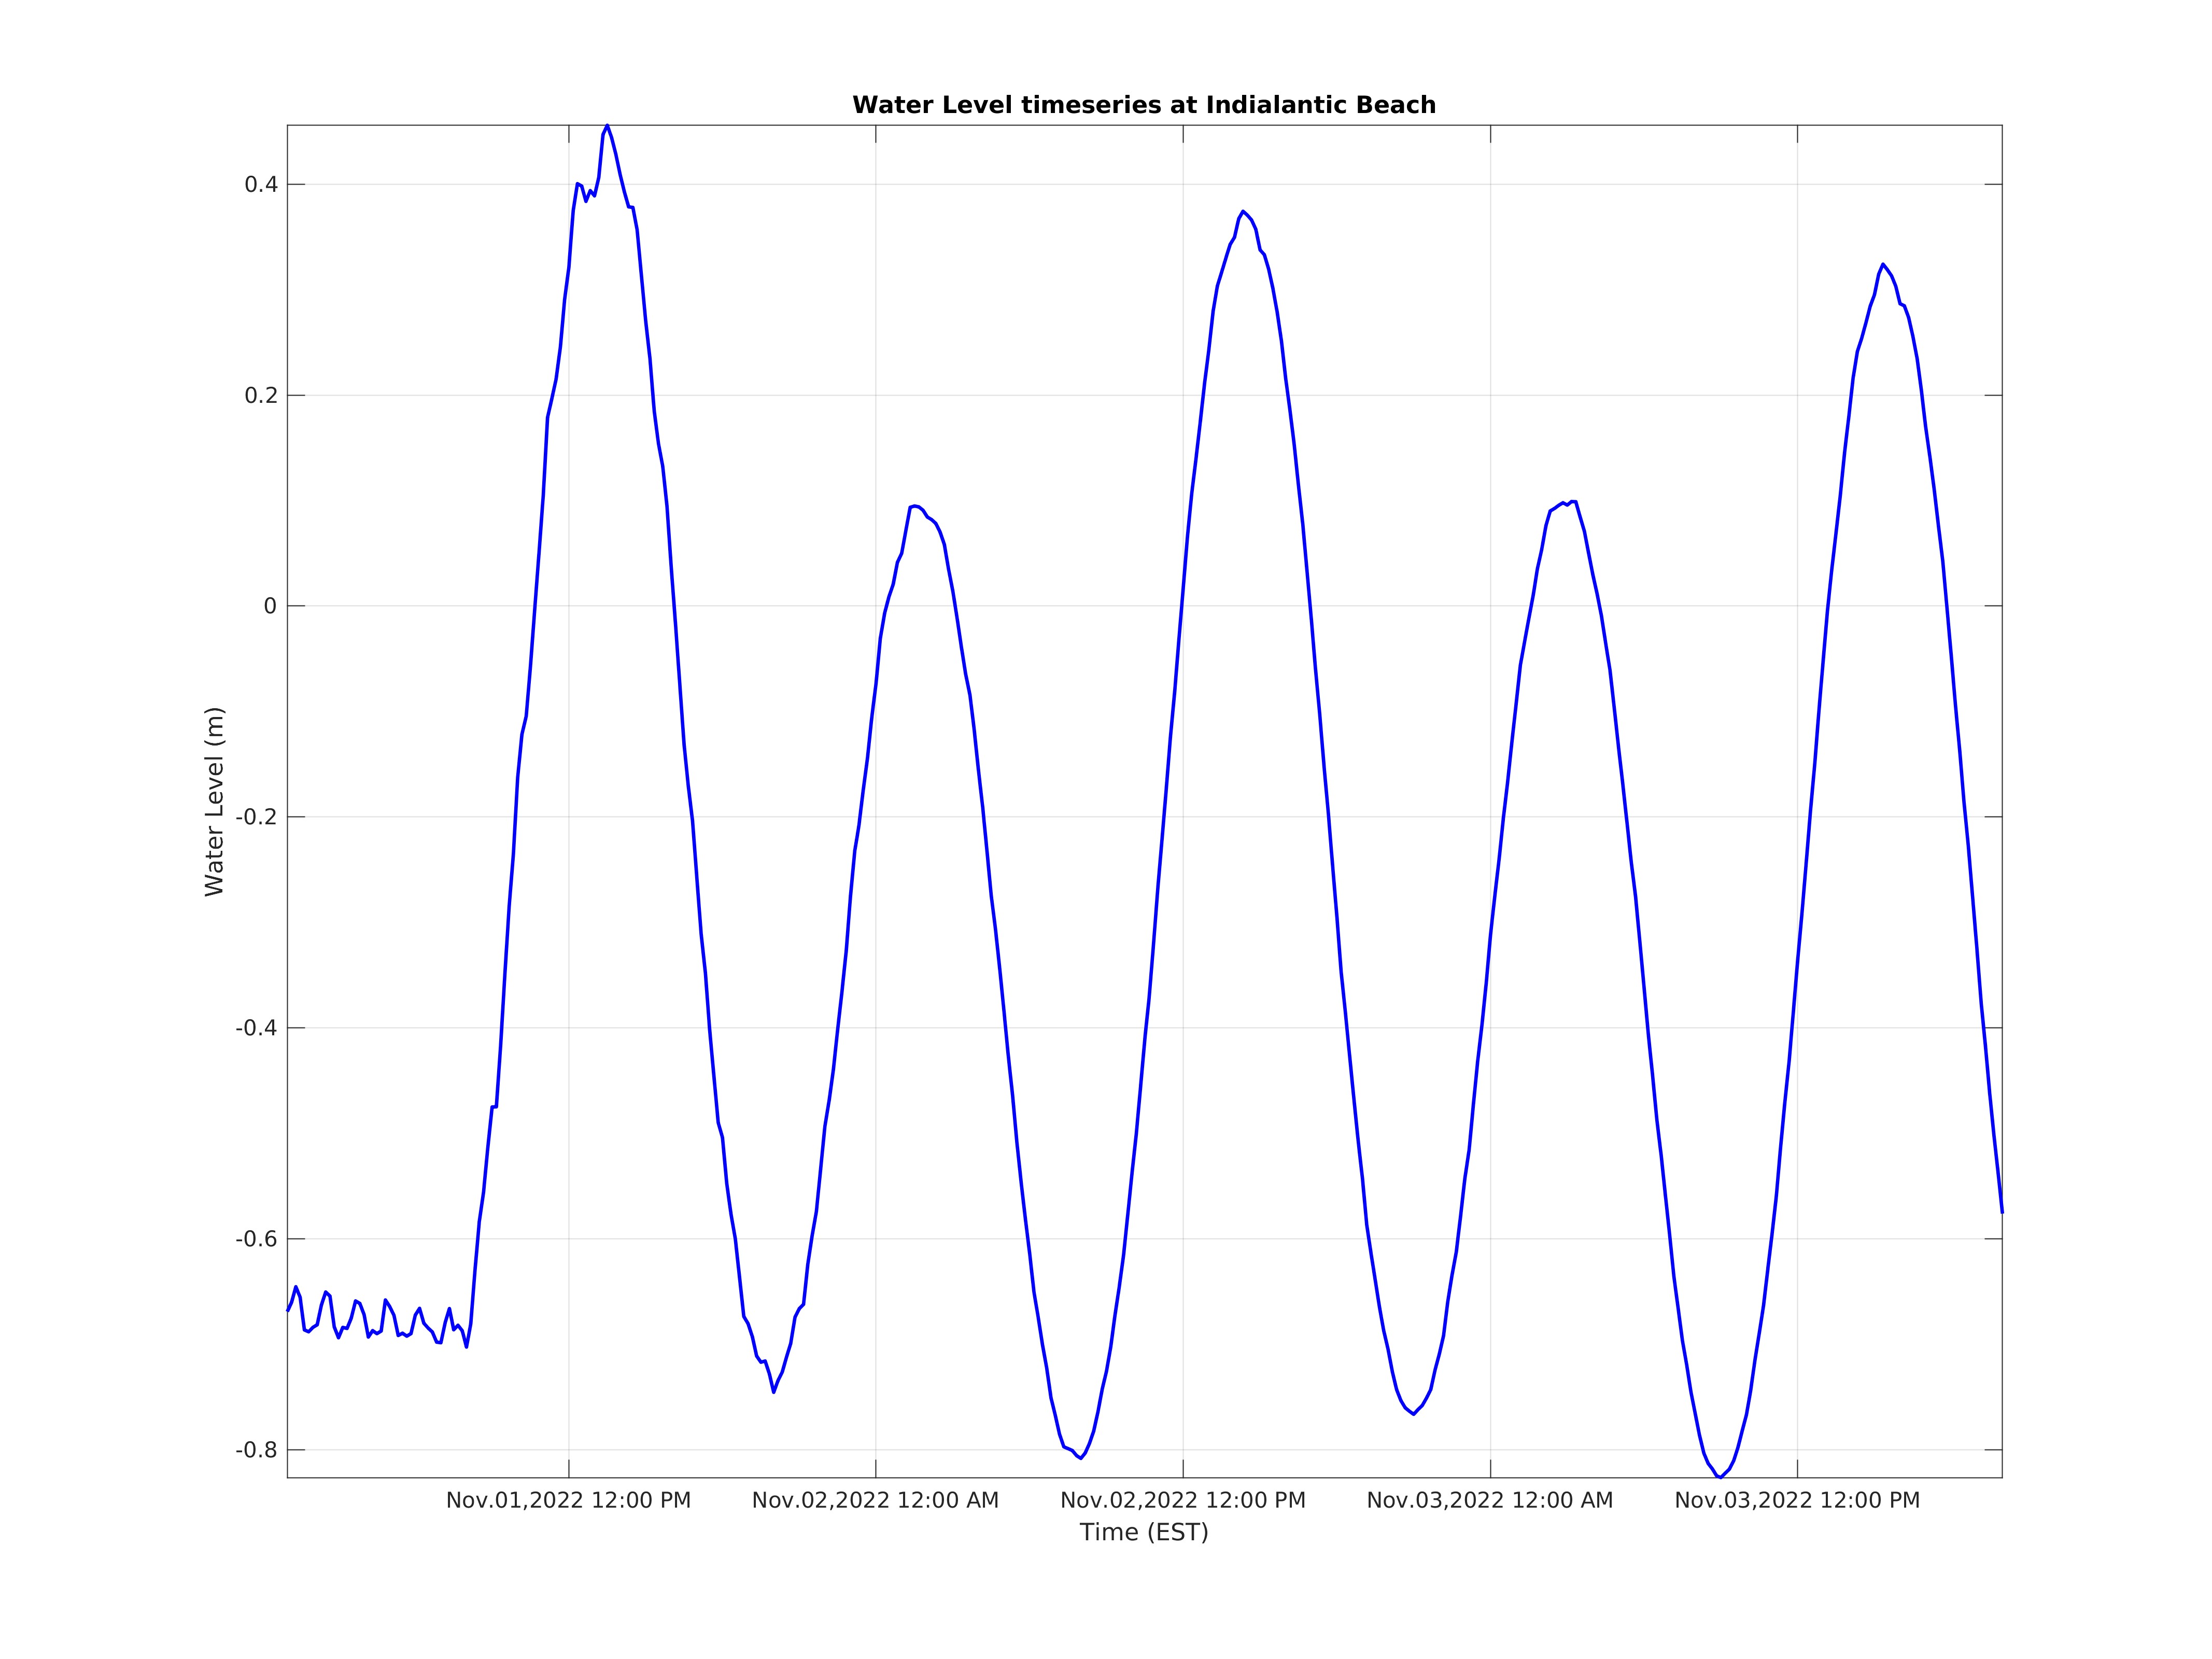 Water Level timeseries at Indialantic Beach
0.4
0.2
0
-0.2
-0.4
-0.6
-0.8
Water Level (m)
Nov.01,2022 12:00 PM
Nov.02,2022 12:00 AM
Nov.02,2022 12:00 PM
Nov.03,2022 12:00 AM
Nov.03,2022 12:00 PM
Time (EST)